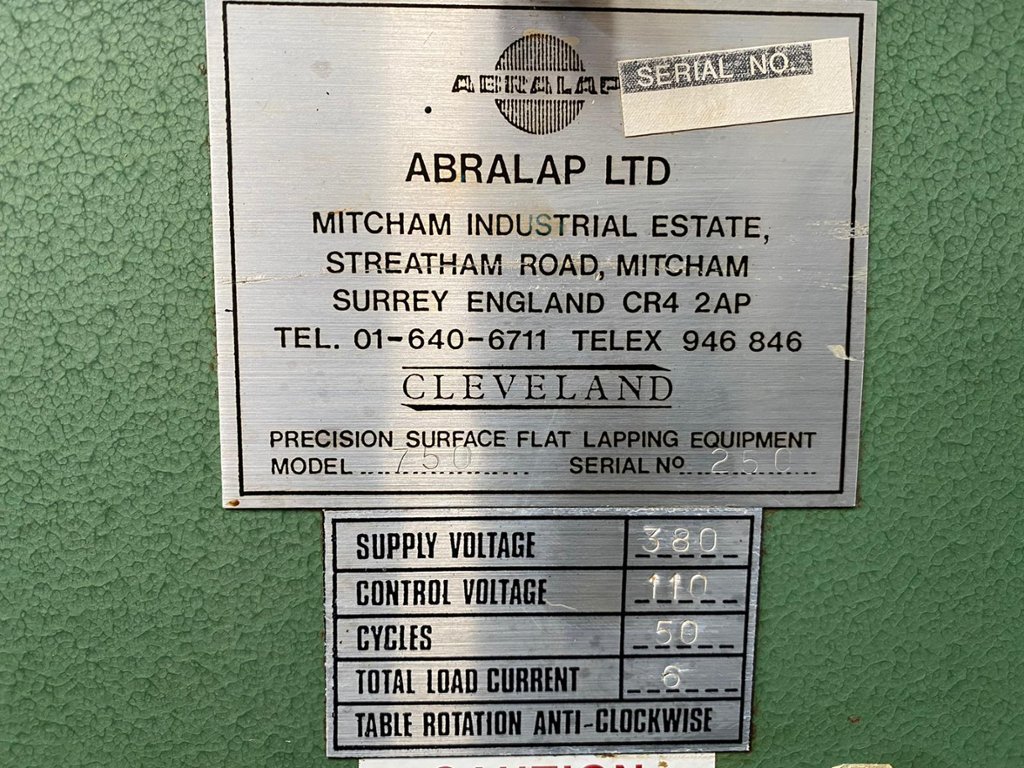 ABRALAP
SERIAL NO.
ABRALAP LTD
MITCHAM INDUSTRIAL ESTATE,
STREATHAM ROAD, MITCHAM
SURREY ENGLAND CR4 2AP
TEL. 01-640-6711 TELEX 946 846
CLEVELAND
PRECISION SURFACE FLAT LAPPING EQUIPMENT
MODEL 750 SERIAL Nº 250
SUPPLY VOLTAGE 380
CONTROL VOLTAGE 110
CYCLES 50
TOTAL LOAD CURRENT 6
TABLE ROTATION ANTI-CLOCKWISE
CAUTION